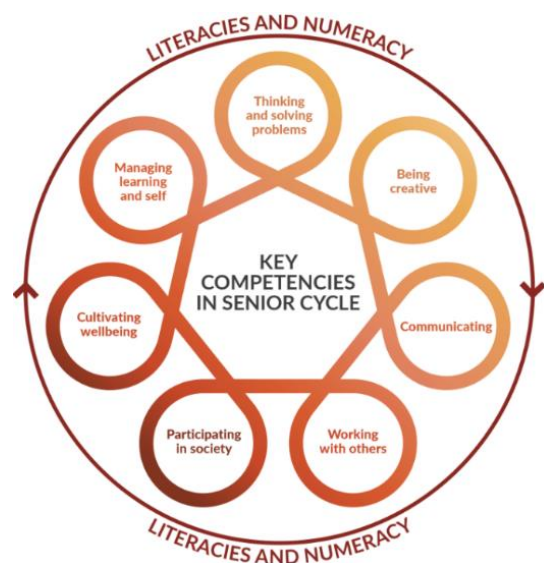 LITERACIES AND NUMERACY
Thinking
and solving
problems
Being
creative
Communicating
Working
with others
Participating
in society
Cultivating
wellbeing
Managing
learning
and self
KEY
COMPETENCIES
IN SENIOR CYCLE
LITERACIES AND NUMERACY